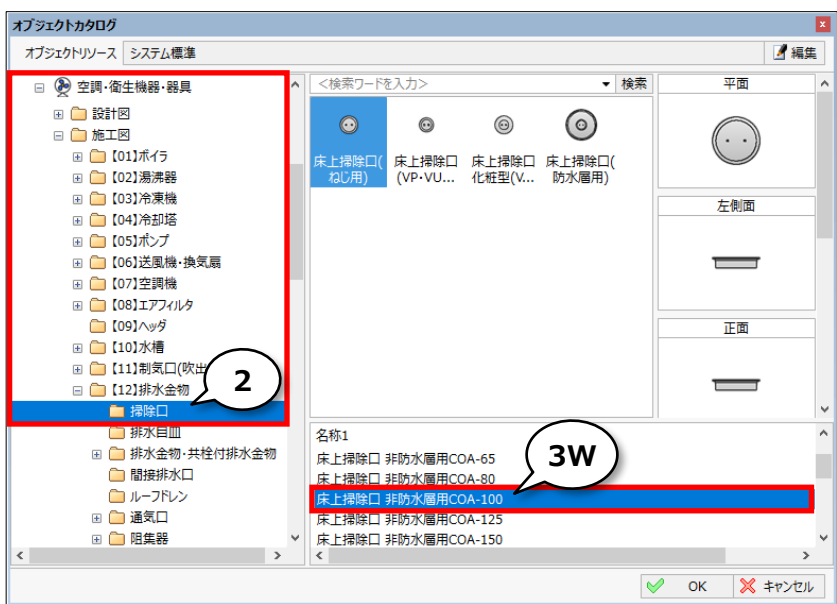 オブジェクトカタログ
オブジェクトリソース システム標準
編集
空調･衛生機器･器具
設計図
施工図
【01】ボイラ
【02】湯沸器
【03】冷凍機
【04】冷却塔
【05】ポンプ
【06】送風機･換気扇
【07】空調機
【08】エアフィルタ
【09】ヘッダ
【10】水槽
【11】制気口(吹出
【12】排水金物
掃除口
排水目皿
排水金物･共栓付排水金物
間接排水口
ルーフドレン
通気口
阻集器
2
<検索ワードを入力>
検索
床上掃除口(
ねじ用)
床上掃除口
(VP･VU...
床上掃除口
化粧型(V...
床上掃除口(
防水層用)
平面
左側面
正面
名称1
床上掃除口 非防水層用COA-65
床上掃除口 非防水層用COA-80
床上掃除口 非防水層用COA-100
床上掃除口 非防水層用COA-125
床上掃除口 非防水層用COA-150
3W
OK
キャンセル